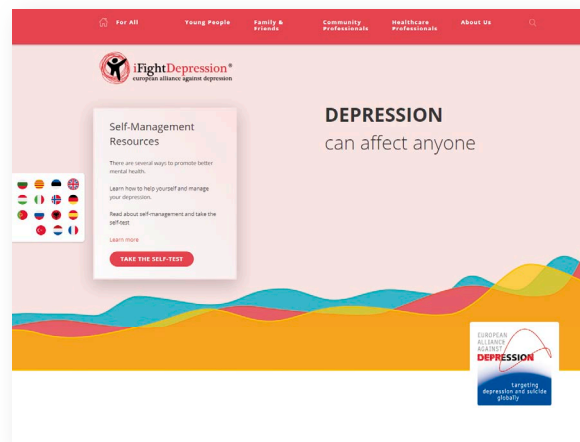 For All
Young People
Family &
Friends
Community
Professionals
Healthcare
Professionals
About Us
iFightDepression®
european alliance against depression
Self-Management
Resources
There are several ways to promote better
mental health.
Learn how to help yourself and manage
your depression.
Read about self-management and take the
self-test.
Learn more
TAKE THE SELF-TEST
DEPRESSION
can affect anyone
EUROPEAN
ALLIANCE
AGAINST
DEPRESSION
targeting
depression and suicide
globally